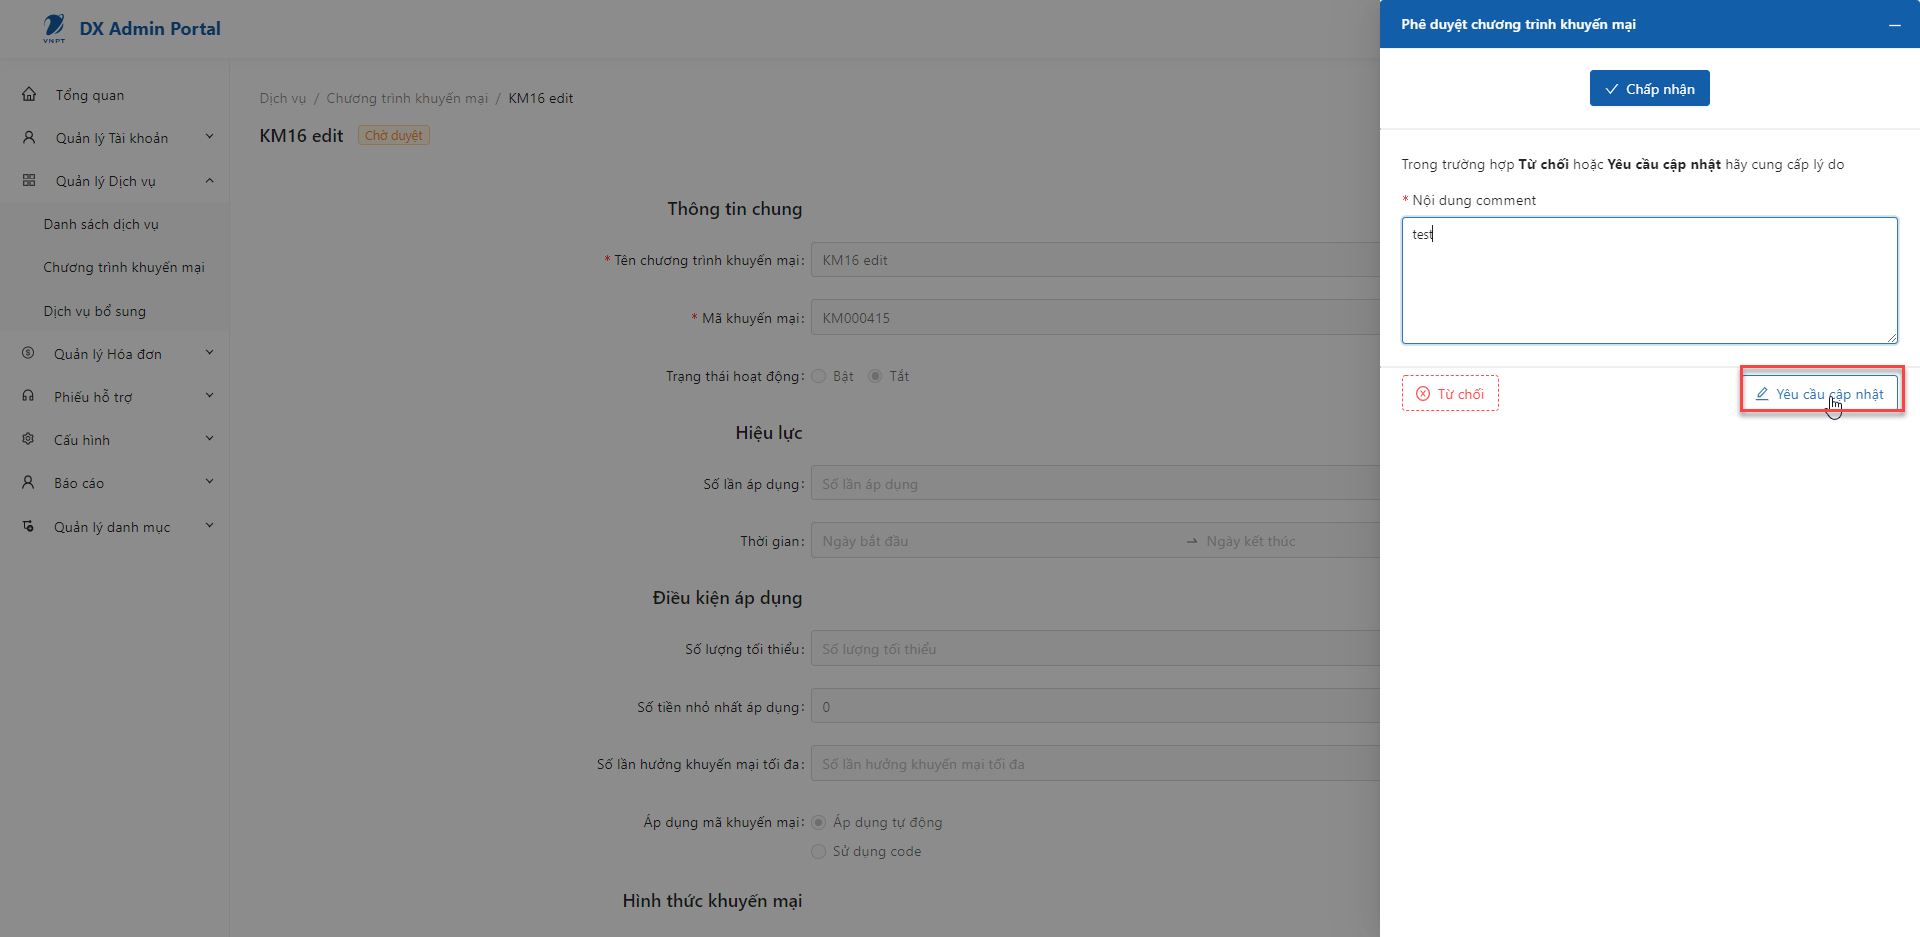 VNPT
DX Admin Portal
Tổng quan
Quản lý Tài khoản
Quản lý Dịch vụ
Danh sách dịch vụ
Chương trình khuyến mại
Dịch vụ bổ sung
Quản lý Hóa đơn
Phiếu hỗ trợ
Cấu hình
Báo cáo
Quản lý danh mục
Dịch vụ / Chương trình khuyến mại / KM16 edit
KM16 edit Chờ duyệt
Thông tin chung
* Tên chương trình khuyến mại: KM16 edit
* Mã khuyến mại: KM000415
Trạng thái hoạt động: Bật Tắt
Hiệu lực
Số lần áp dụng: Số lần áp dụng
Thời gian: Ngày bắt đầu → Ngày kết thúc
Điều kiện áp dụng
Số lượng tối thiểu: Số lượng tối thiểu
Số tiền nhỏ nhất áp dụng: 0
Số lần hưởng khuyến mại tối đa: Số lần hưởng khuyến mại tối đa
Áp dụng mã khuyến mại: Áp dụng tự động
Sử dụng code
Hình thức khuyến mại
Phê duyệt chương trình khuyến mại
Chấp nhận
Trong trường hợp Từ chối hoặc Yêu cầu cập nhật hãy cung cấp lý do
* Nội dung comment
test
Từ chối
Yêu cầu cập nhật